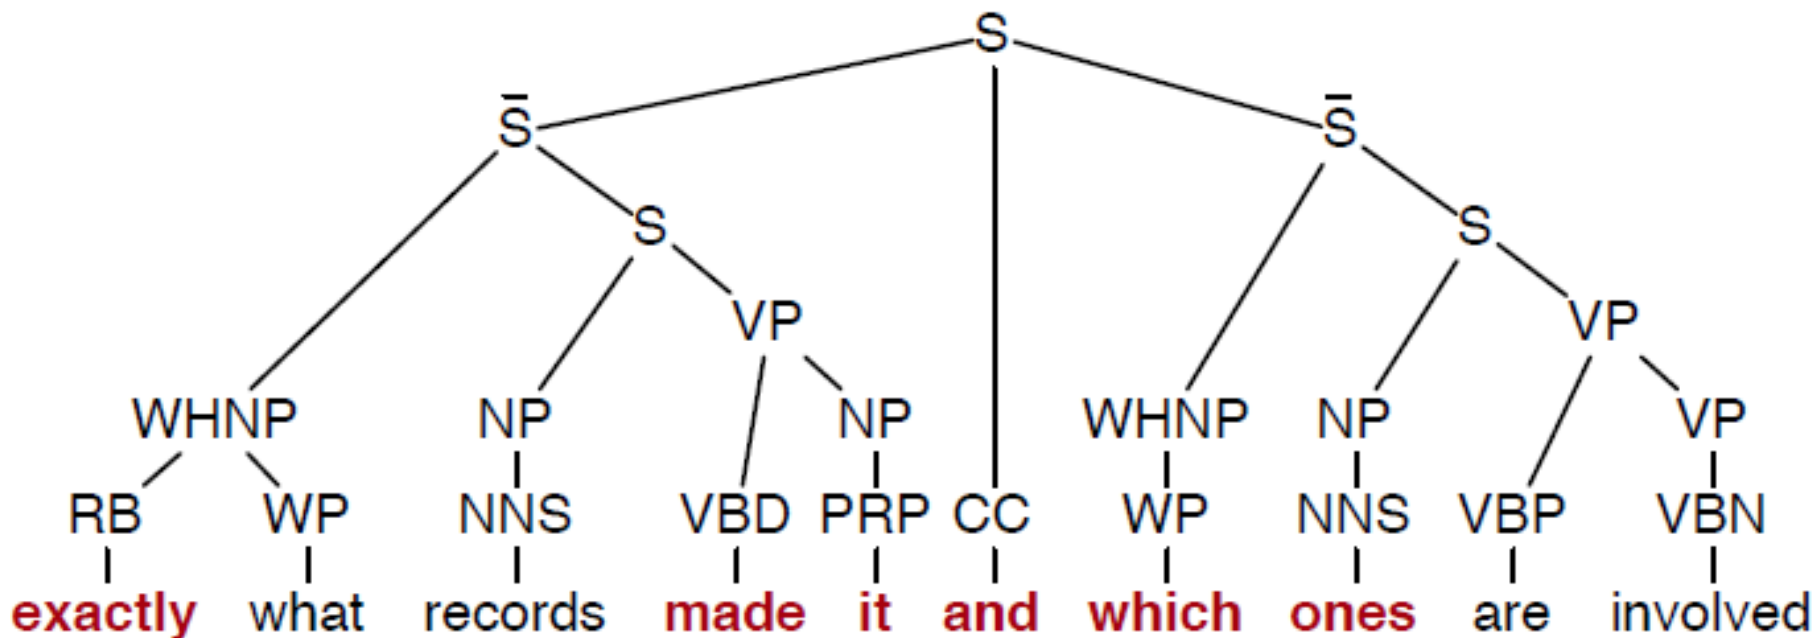 S
S̄ S̄
S S
VP VP
WHNP NP NP WHNP NP VP
RB WP NNS VBD PRP CC WP NNS VBP VBN
exactly what records made it and which ones are involved